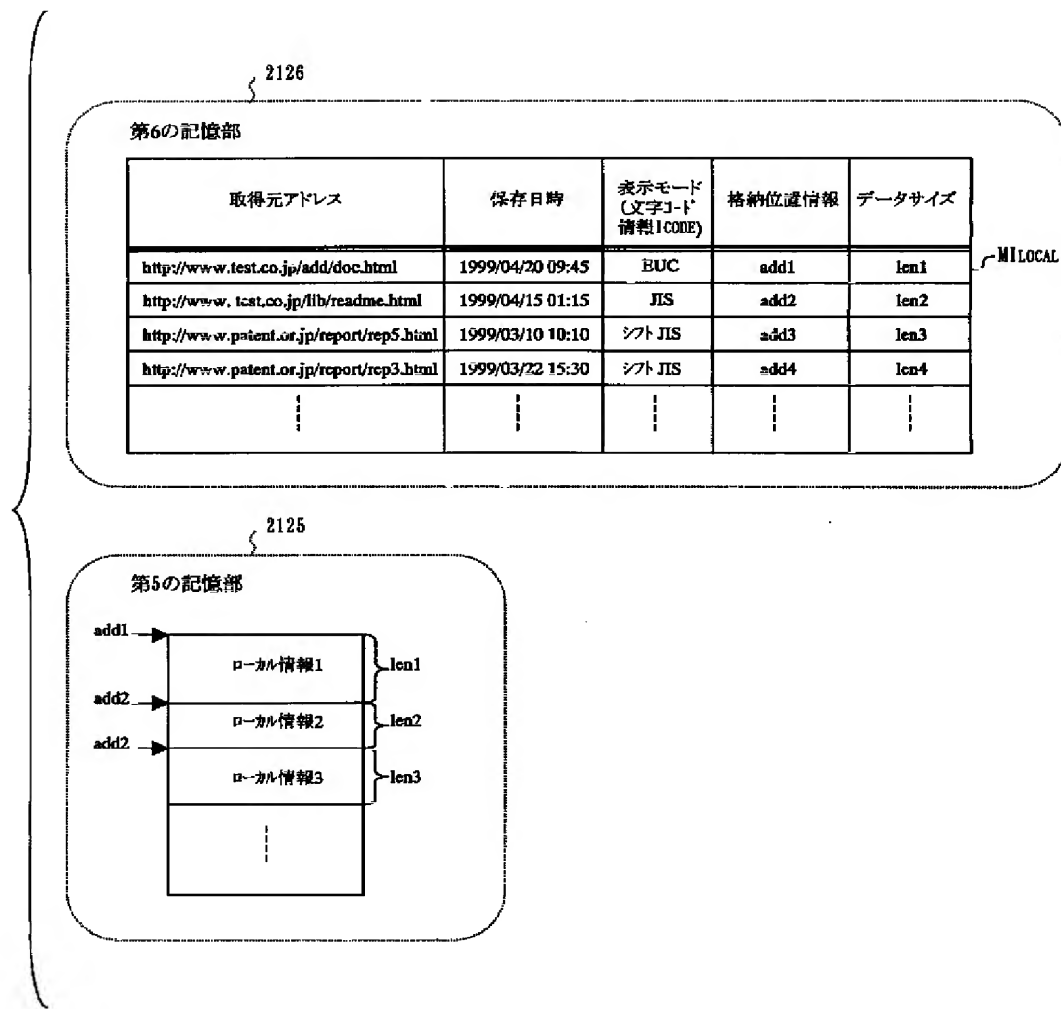 2126
第6の記憶部
取得元アドレス 保存日時 表示モード (文字コード 情報ICODE) 格納位置情報 データサイズ
http://www.test.co.jp/add/doc.html 1999/04/20 09:45 EUC add1 len1
MILOCAL
http://www.test.co.jp/lib/readme.html 1999/04/15 01:15 JIS add2 len2
http://www.patent.or.jp/report/rep5.html 1999/03/10 10:10 シフトJIS add3 len3
http://www.patent.or.jp/report/rep3.html 1999/03/22 15:30 シフトJIS add4 len4
2125
第5の記憶部
add1
ローカル情報1 len1
add2
ローカル情報2 len2
add2
ローカル情報3 len3